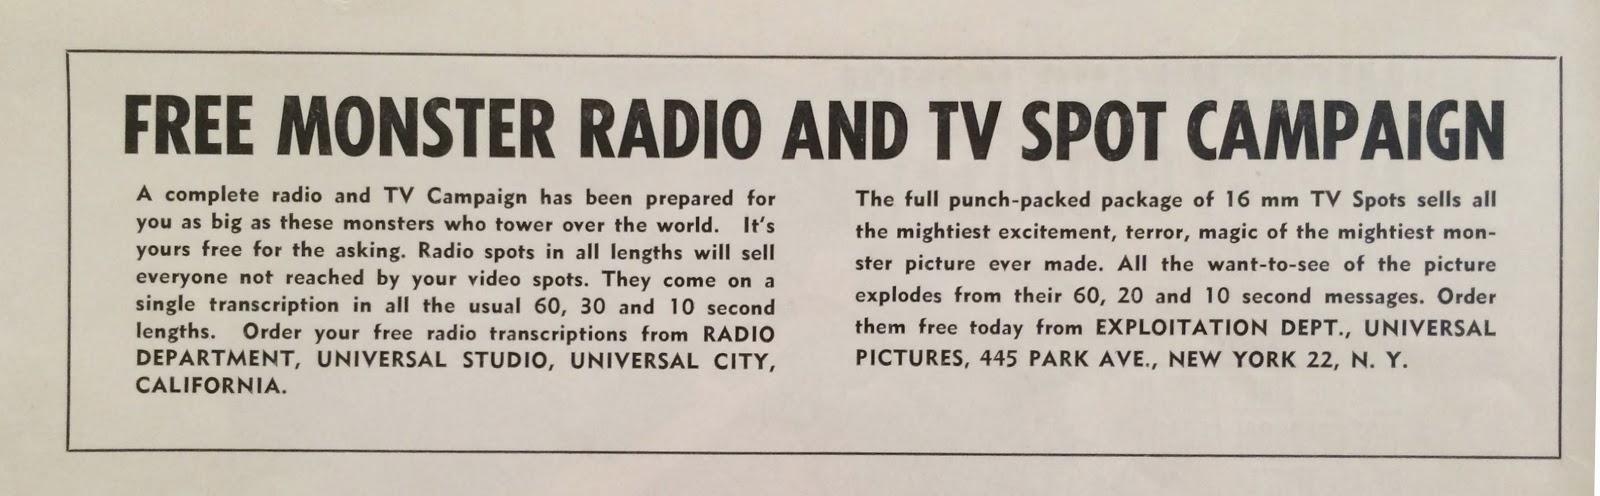 FREE MONSTER RADIO AND TV SPOT CAMPAIGN
A complete radio and TV Campaign has been prepared for
you as big as these monsters who tower over the world. It's
yours free for the asking. Radio spots in all lengths will sell
everyone not reached by your video spots. They come on a
single transcription in all the usual 60, 30 and 10 second
lengths. Order your free radio transcriptions from RADIO
DEPARTMENT, UNIVERSAL STUDIO, UNIVERSAL CITY,
CALIFORNIA.
The full punch-packed package of 16 mm TV Spots sells all
the mightiest excitement, terror, magic of the mightiest mon-
ster picture ever made. All the want-to-see of the picture
explodes from their 60, 20 and 10 second messages. Order
them free today from EXPLOITATION DEPT., UNIVERSAL
PICTURES, 445 PARK AVE., NEW YORK 22, N. Y.